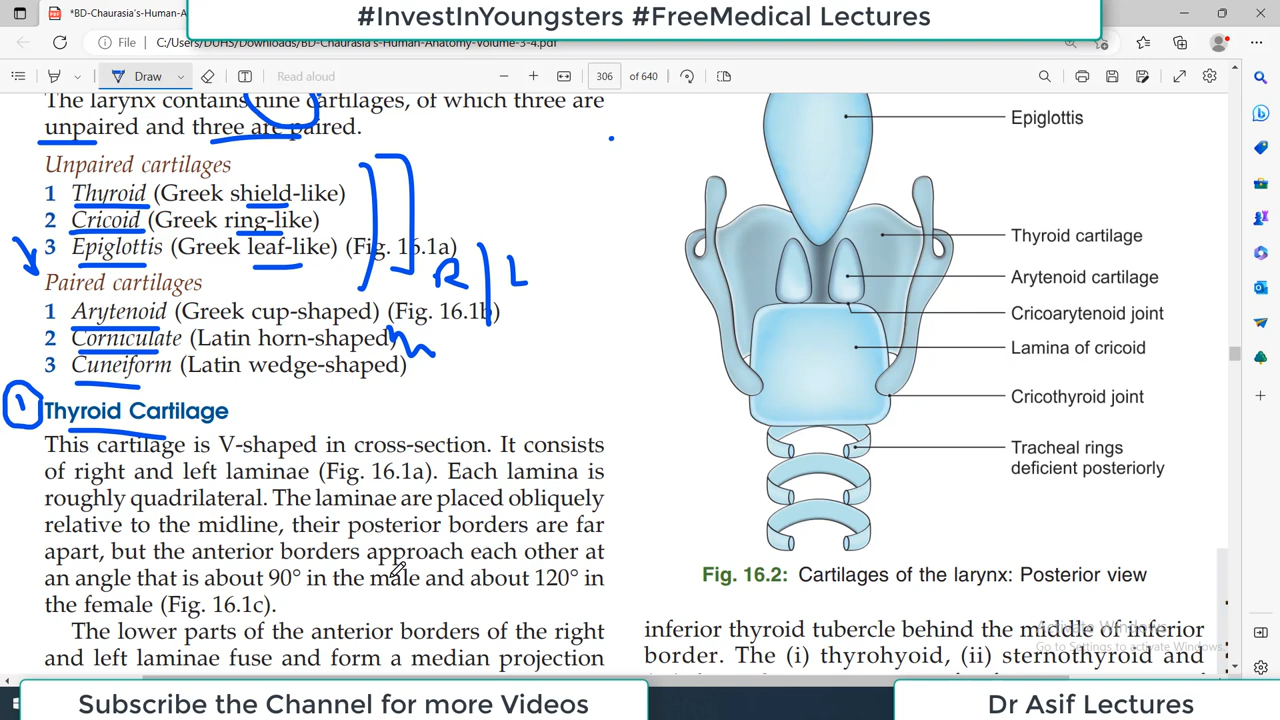 #InvestInYoungsters #FreeMedical Lectures
*BD-Chaurasia's-Human-A
File
C:/Users/DUHS/Downloads/BD-Chaurasia's-Human-Anatomy-Volume-3-4.pdf
Draw
Read aloud
306 of 640
The larynx contains nine cartilages, of which three are
unpaired and three are paired.
Unpaired cartilages
1 Thyroid (Greek shield-like)
2 Cricoid (Greek ring-like)
3 Epiglottis (Greek leaf-like) (Fig. 16.1a)
R L
Paired cartilages
1 Arytenoid (Greek cup-shaped) (Fig. 16.1b)
2 Corniculate (Latin horn-shaped)
3 Cuneiform (Latin wedge-shaped)
1
Thyroid Cartilage
This cartilage is V-shaped in cross-section. It consists
of right and left laminae (Fig. 16.1a). Each lamina is
roughly quadrilateral. The laminae are placed obliquely
relative to the midline, their posterior borders are far
apart, but the anterior borders approach each other at
an angle that is about 90° in the male and about 120° in
the female (Fig. 16.1c).
The lower parts of the anterior borders of the right
and left laminae fuse and form a median projection
Epiglottis
Thyroid cartilage
Arytenoid cartilage
Cricoarytenoid joint
Lamina of cricoid
Cricothyroid joint
Tracheal rings
deficient posteriorly
Fig. 16.2: Cartilages of the larynx: Posterior view
inferior thyroid tubercle behind the middle of inferior
border. The (i) thyrohyoid, (ii) sternothyroid and
Activate Windows
Go to Settings to activate Windows.
Subscribe the Channel for more Videos
Dr Asif Lectures